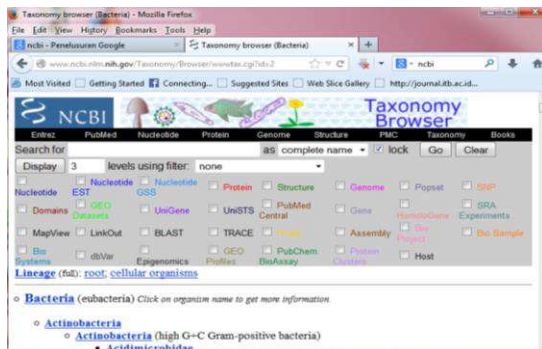 Taxonomy browser (Bacteria) - Mozilla Firefox
File Edit View History Bookmarks Tools Help
ncbi - Penelusuran Google × Taxonomy browser (Bacteria) × +
www.ncbi.nlm.nih.gov/Taxonomy/Browser/wwwtax.cgi?id=2 ncbi
Most Visited Getting Started Connecting... Suggested Sites Web Slice Gallery http://journal.itb.ac.id...
NCBI Taxonomy Browser
Entrez PubMed Nucleotide Protein Genome Structure PMC Taxonomy Books
Search for as complete name lock Go Clear
Display 3 levels using filter: none
Nucleotide Nucleotide EST Nucleotide GSS Protein Structure Genome Popset SNP
Domains GEO Datasets UniGene UniSTS PubMed Central Gene HomoloGene SRA Experiments
MapView LinkOut BLAST TRACE Assembly Bio Project Bio Sample
Bio Systems dbVar Epigenomics GEO Profiles PubChem BioAssay Protein Clusters Host
Lineage (full): root; cellular organisms
Bacteria (eubacteria) Click on organism name to get more information.
Actinobacteria
Actinobacteria (high G+C Gram-positive bacteria)
Acidimicrobidae